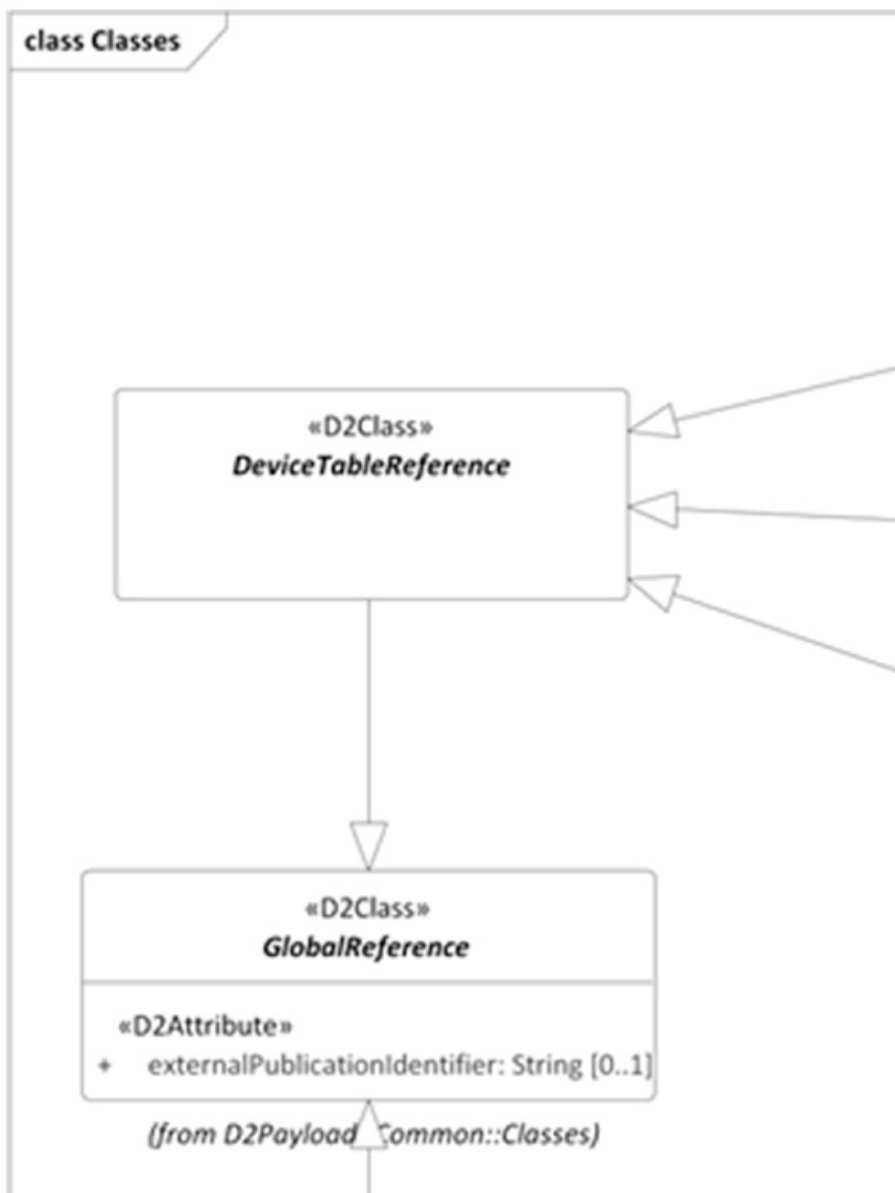 class Classes
«D2Class»
DeviceTableReference
«D2Class»
GlobalReference
«D2Attribute»
+ externalPublicationIdentifier: String [0..1]
(from D2Payload Common::Classes)